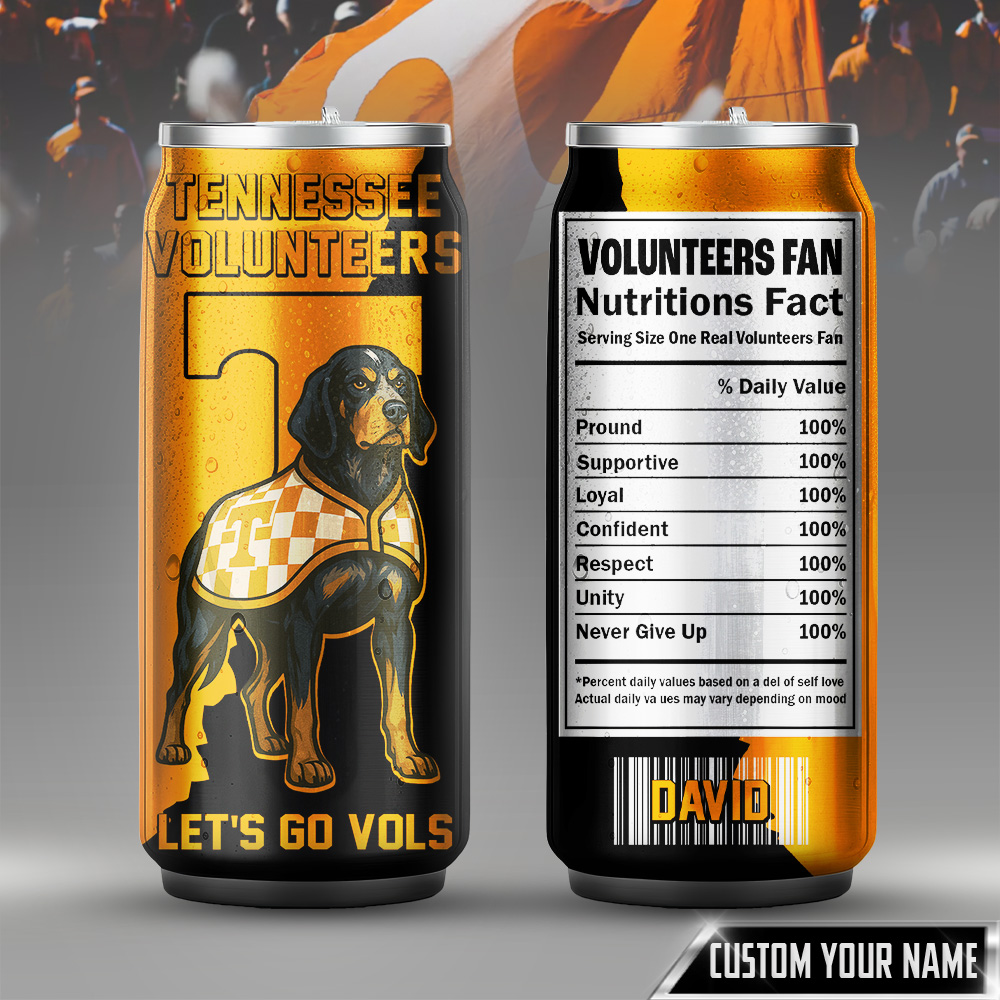 TENNESSEE
VOLUNTEERS
T
T
LET'S GO VOLS
VOLUNTEERS FAN
Nutritions Fact
Serving Size One Real Volunteers Fan
% Daily Value
Pround 100%
Supportive 100%
Loyal 100%
Confident 100%
Respect 100%
Unity 100%
Never Give Up 100%
*Percent daily values based on a del of self love
Actual daily va ues may vary depending on mood
DAVID
CUSTOM YOUR NAME